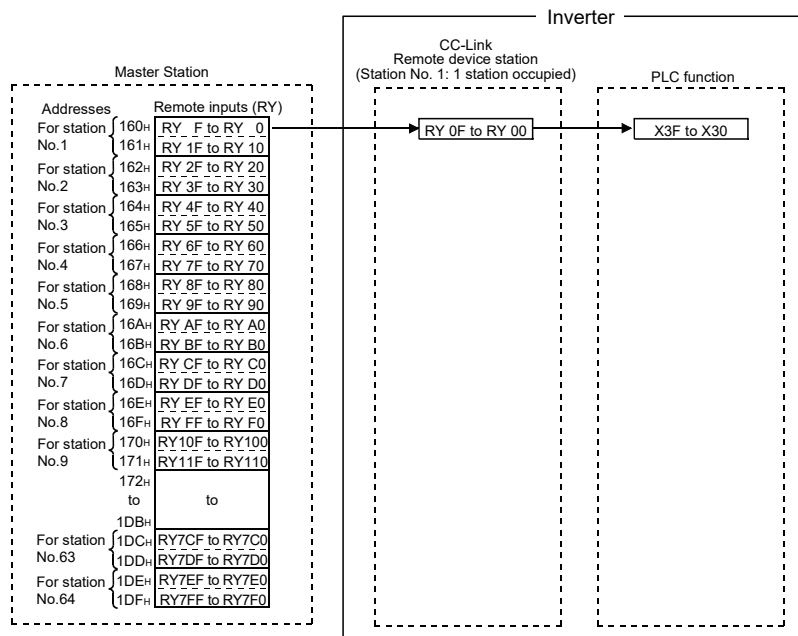 Inverter
CC-Link
Remote device station
(Station No. 1: 1 station occupied)
PLC function
Master Station
Addresses Remote inputs (RY)
For station No.1
160H RY F to RY 0
161H RY 1F to RY 10
RY 0F to RY 00
X3F to X30
For station No.2
162H RY 2F to RY 20
163H RY 3F to RY 30
For station No.3
164H RY 4F to RY 40
165H RY 5F to RY 50
For station No.4
166H RY 6F to RY 60
167H RY 7F to RY 70
For station No.5
168H RY 8F to RY 80
169H RY 9F to RY 90
For station No.6
16AH RY AF to RY A0
16BH RY BF to RY B0
For station No.7
16CH RY CF to RY C0
16DH RY DF to RY D0
For station No.8
16EH RY EF to RY E0
16FH RY FF to RY F0
For station No.9
170H RY10F to RY100
171H RY11F to RY110
172H
to to
1DBH
For station No.63
1DCH RY7CF to RY7C0
1DDH RY7DF to RY7D0
For station No.64
1DEH RY7EF to RY7E0
1DFH RY7FF to RY7F0